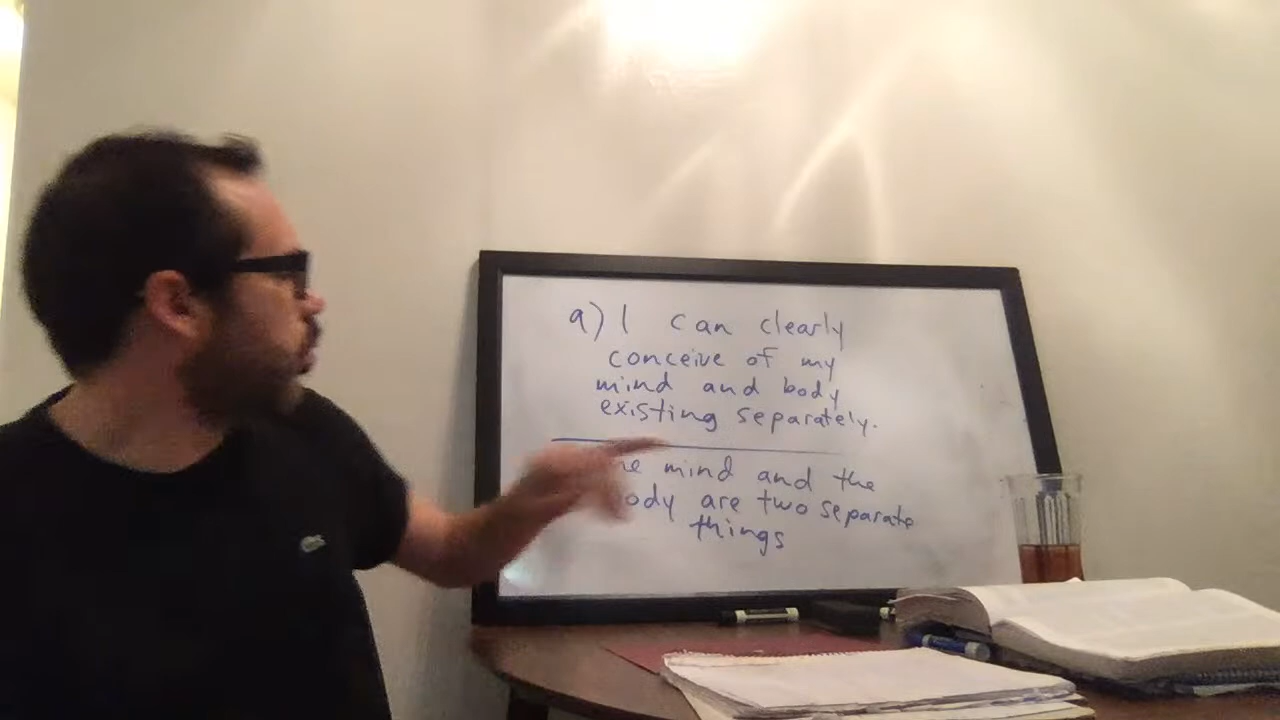 a) I can clearly
conceive of my
mind and body
existing separately.
mind and the
are two separate
things